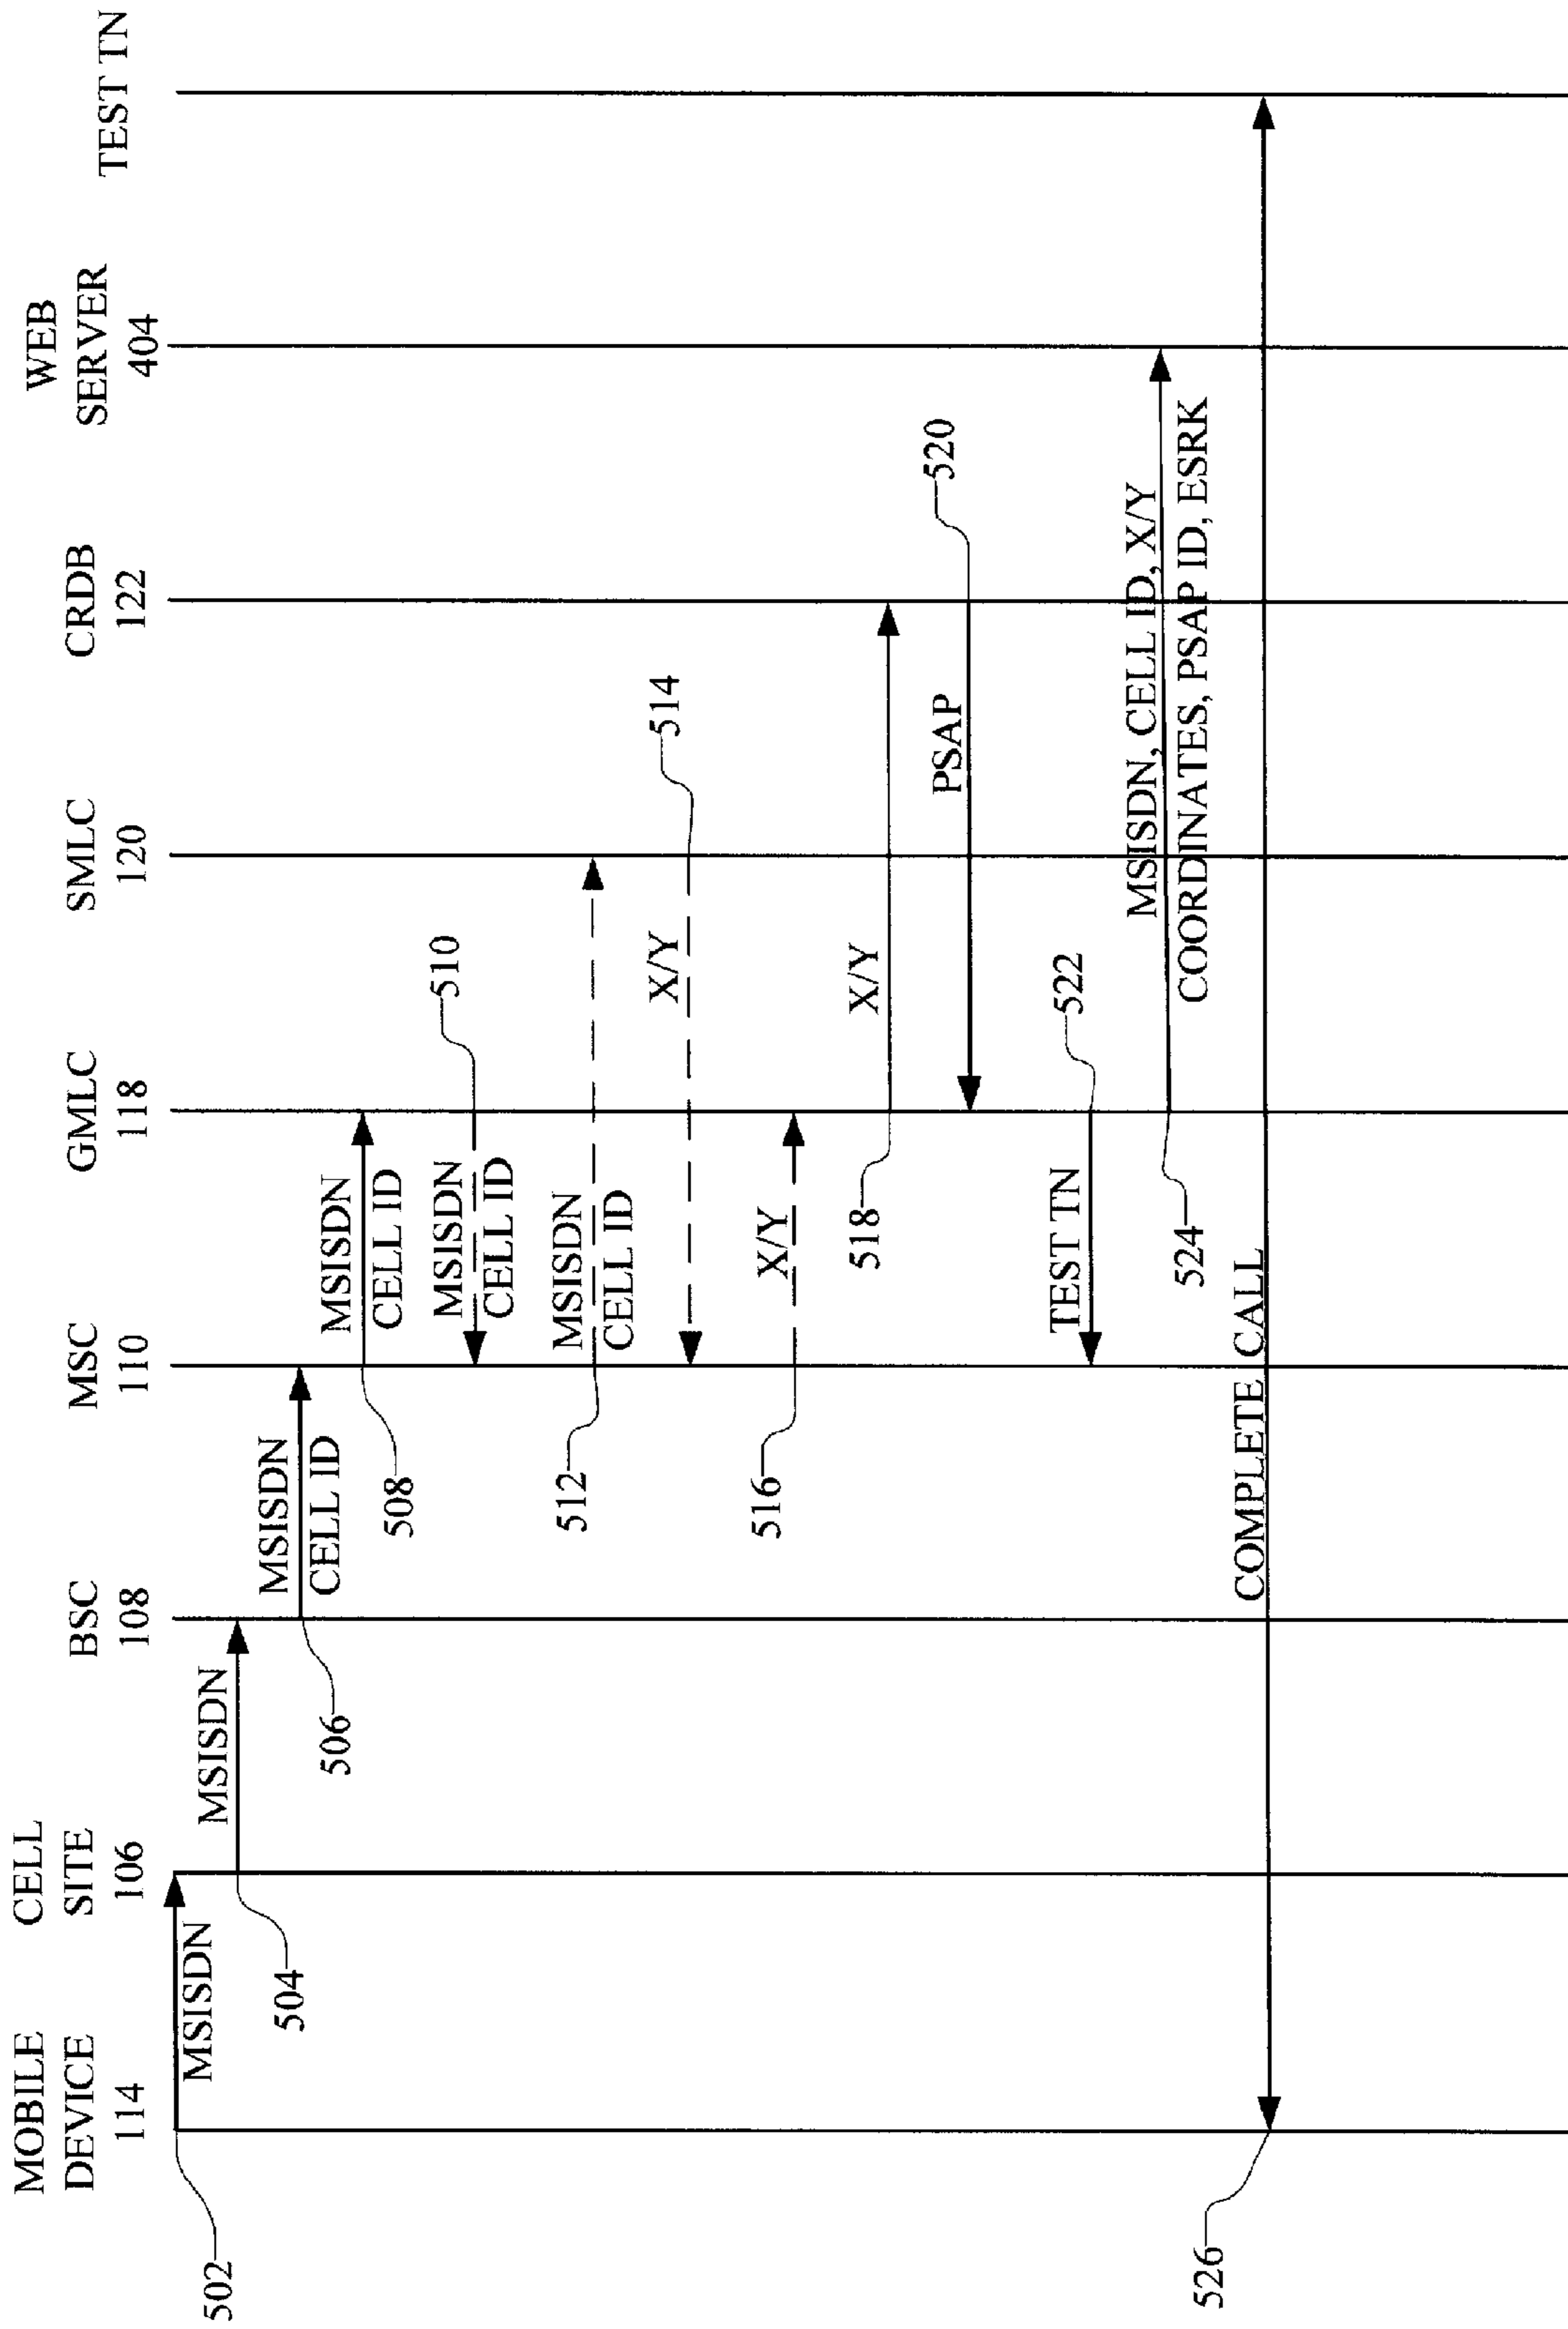 MOBILE
DEVICE
114
CELL
SITE
106
BSC
108
MSC
110
GMLC
118
SMLC
120
CRDB
122
WEB
SERVER
404
TEST TN
502
MSISDN
504
MSISDN
506
MSISDN
CELL ID
508
MSISDN
CELL ID
510
MSISDN
CELL ID
512
MSISDN
CELL ID
514
X/Y
516
X/Y
518
X/Y
520
PSAP
522
TEST TN
524
MSISDN, CELL ID, X/Y
COORDINATES, PSAP ID, ESRK
526
COMPLETE CALL